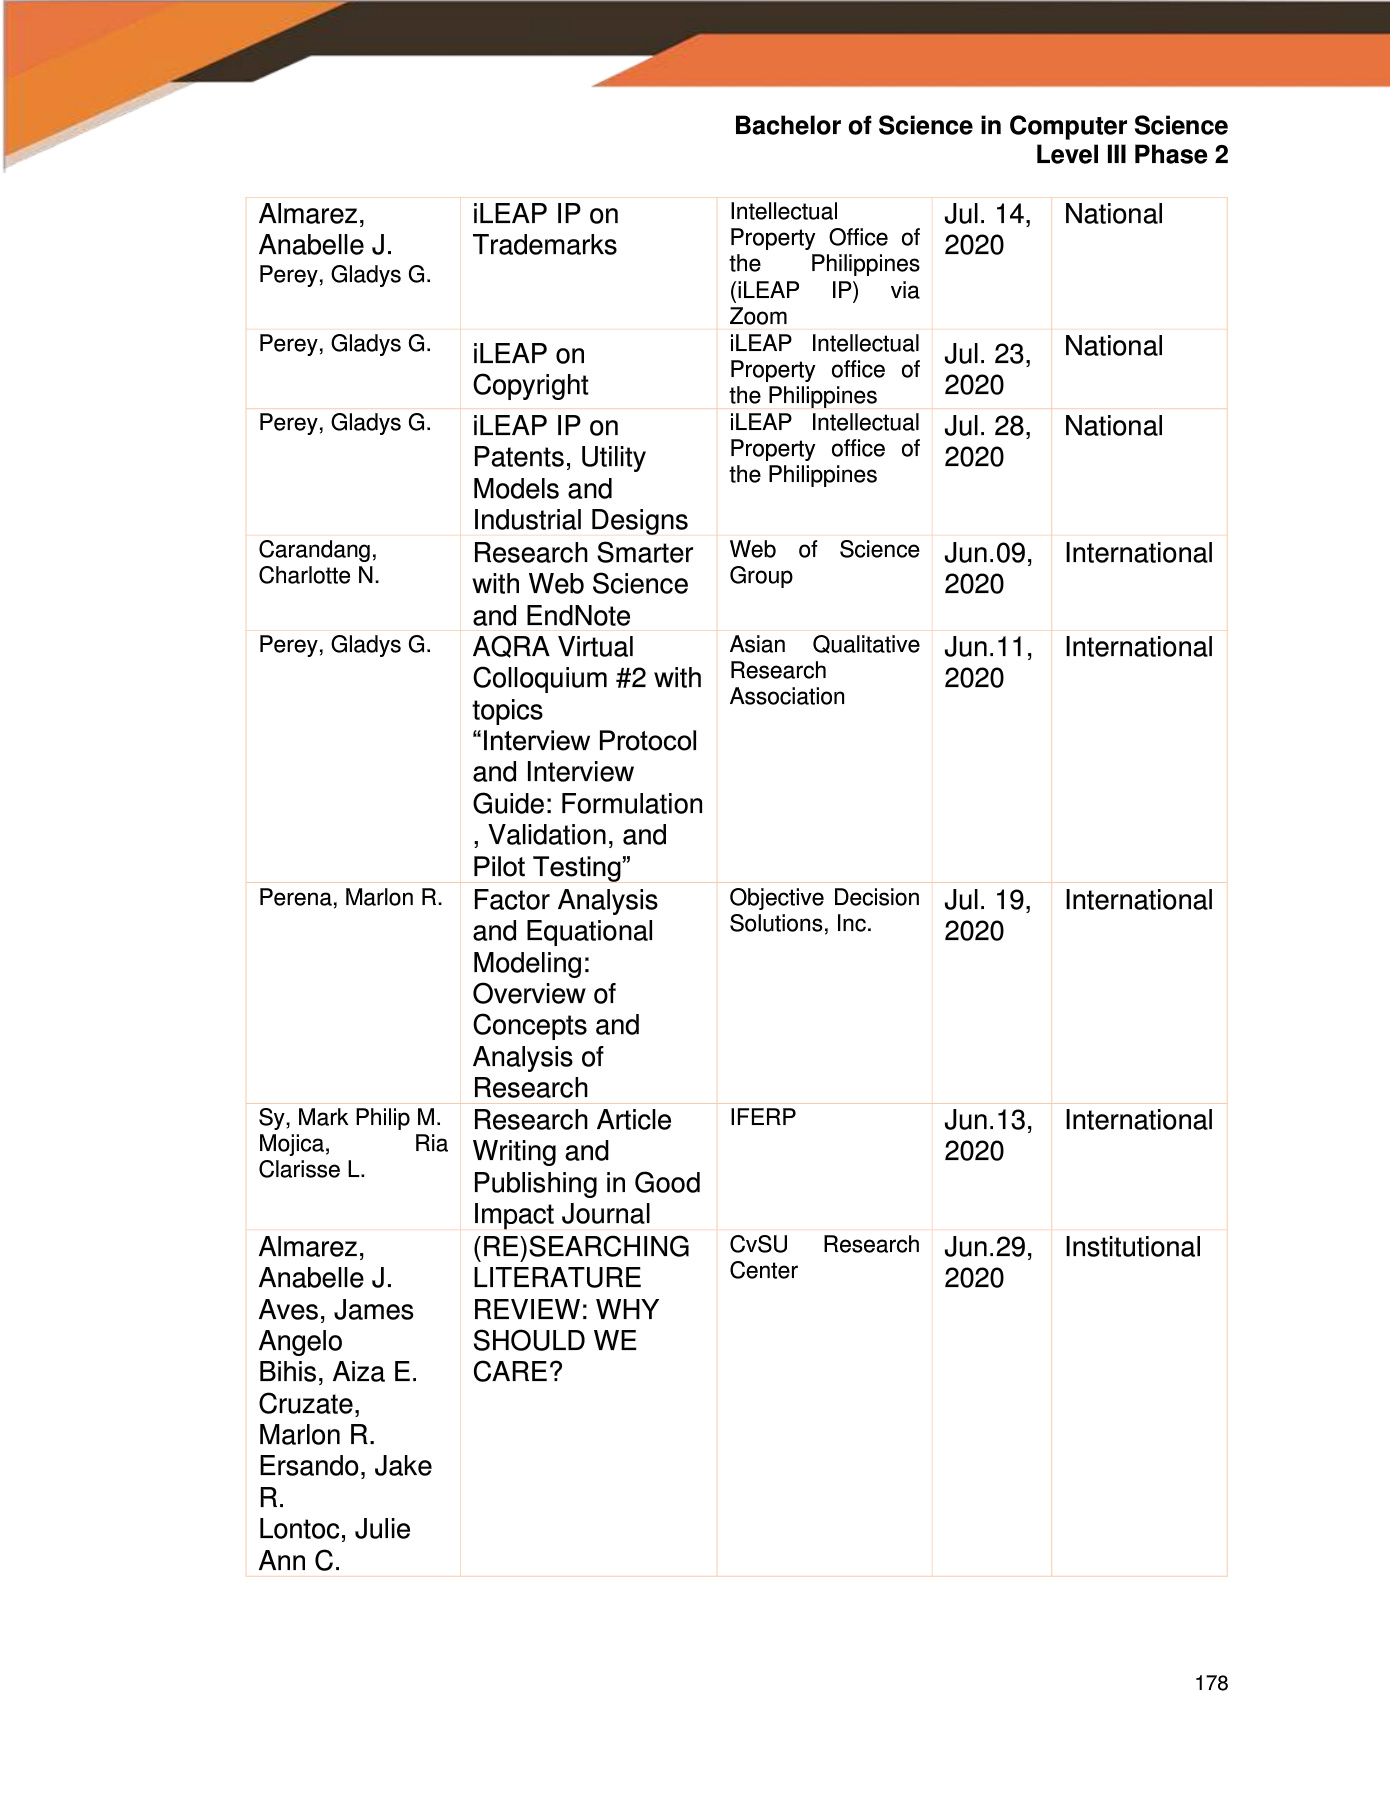 Bachelor of Science in Computer Science
Level III Phase 2
Almarez,
Anabelle J.
Perey, Gladys G.
iLEAP IP on
Trademarks
Intellectual
Property Office of
the Philippines
(iLEAP IP) via
Zoom
Jul. 14,
2020
National
Perey, Gladys G.
iLEAP on
Copyright
iLEAP Intellectual
Property office of
the Philippines
Jul. 23,
2020
National
Perey, Gladys G.
iLEAP IP on
Patents, Utility
Models and
Industrial Designs
iLEAP Intellectual
Property office of
the Philippines
Jul. 28,
2020
National
Carandang,
Charlotte N.
Research Smarter
with Web Science
and EndNote
Web of Science
Group
Jun.09,
2020
International
Perey, Gladys G.
AQRA Virtual
Colloquium #2 with
topics
“Interview Protocol
and Interview
Guide: Formulation
, Validation, and
Pilot Testing”
Asian Qualitative
Research
Association
Jun.11,
2020
International
Perena, Marlon R.
Factor Analysis
and Equational
Modeling:
Overview of
Concepts and
Analysis of
Research
Objective Decision
Solutions, Inc.
Jul. 19,
2020
International
Sy, Mark Philip M.
Mojica, Ria
Clarisse L.
Research Article
Writing and
Publishing in Good
Impact Journal
IFERP
Jun.13,
2020
International
Almarez,
Anabelle J.
Aves, James
Angelo
Bihis, Aiza E.
Cruzate,
Marlon R.
Ersando, Jake
R.
Lontoc, Julie
Ann C.
(RE)SEARCHING
LITERATURE
REVIEW: WHY
SHOULD WE
CARE?
CvSU Research
Center
Jun.29,
2020
Institutional
178